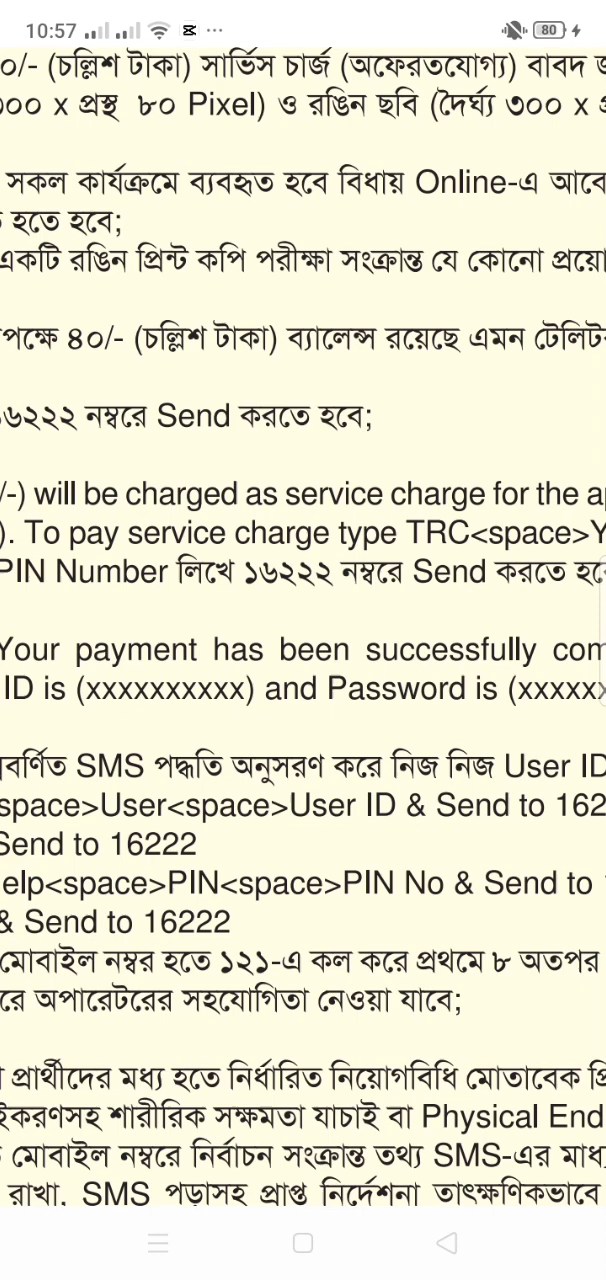 10:57
80
০/- (চল্লিশ টাকা) সার্ভিস চার্জ (অফেরতযোগ্য) বাবদ
০০ x প্রস্থ ৮০ Pixel) ও রঙিন ছবি (দৈর্ঘ্য ৩০০ x
সকল কার্যক্রমে ব্যবহৃত হবে বিধায় Online-এ আবে
হতে হবে;
একটি রঙিন প্রিন্ট কপি পরীক্ষা সংক্রান্ত যে কোনো প্রয়ো
পক্ষে ৪০/- (চল্লিশ টাকা) ব্যালেন্স রয়েছে এমন টেলিট
১৬২২২ নম্বরে Send করতে হবে;
/-) will be charged as service charge for the a
). To pay service charge type TRC<space>Y
PIN Number লিখে ১৬২২২ নম্বরে Send করতে হবে
Your payment has been successfully com
ID is (xxxxxxxxxx) and Password is (xxxxxx
বর্ণিত SMS পদ্ধতি অনুসরণ করে নিজ নিজ User ID
space>User<space>User ID & Send to 162
Send to 16222
elp<space>PIN<space>PIN No & Send to
& Send to 16222
মোবাইল নম্বর হতে ১২১-এ কল করে প্রথমে ৮ অতপর
রে অপারেটরের সহযোগিতা নেওয়া যাবে;
প্রার্থীদের মধ্য হতে নির্ধারিত নিয়োগবিধি মোতাবেক প্রি
ইকরণসহ শারীরিক সক্ষমতা যাচাই বা Physical End
মোবাইল নম্বরে নির্বাচন সংক্রান্ত তথ্য SMS-এর মাধ্য
রাখা, SMS পড়াসহ প্রাপ্ত নির্দেশনা তাৎক্ষণিকভাবে